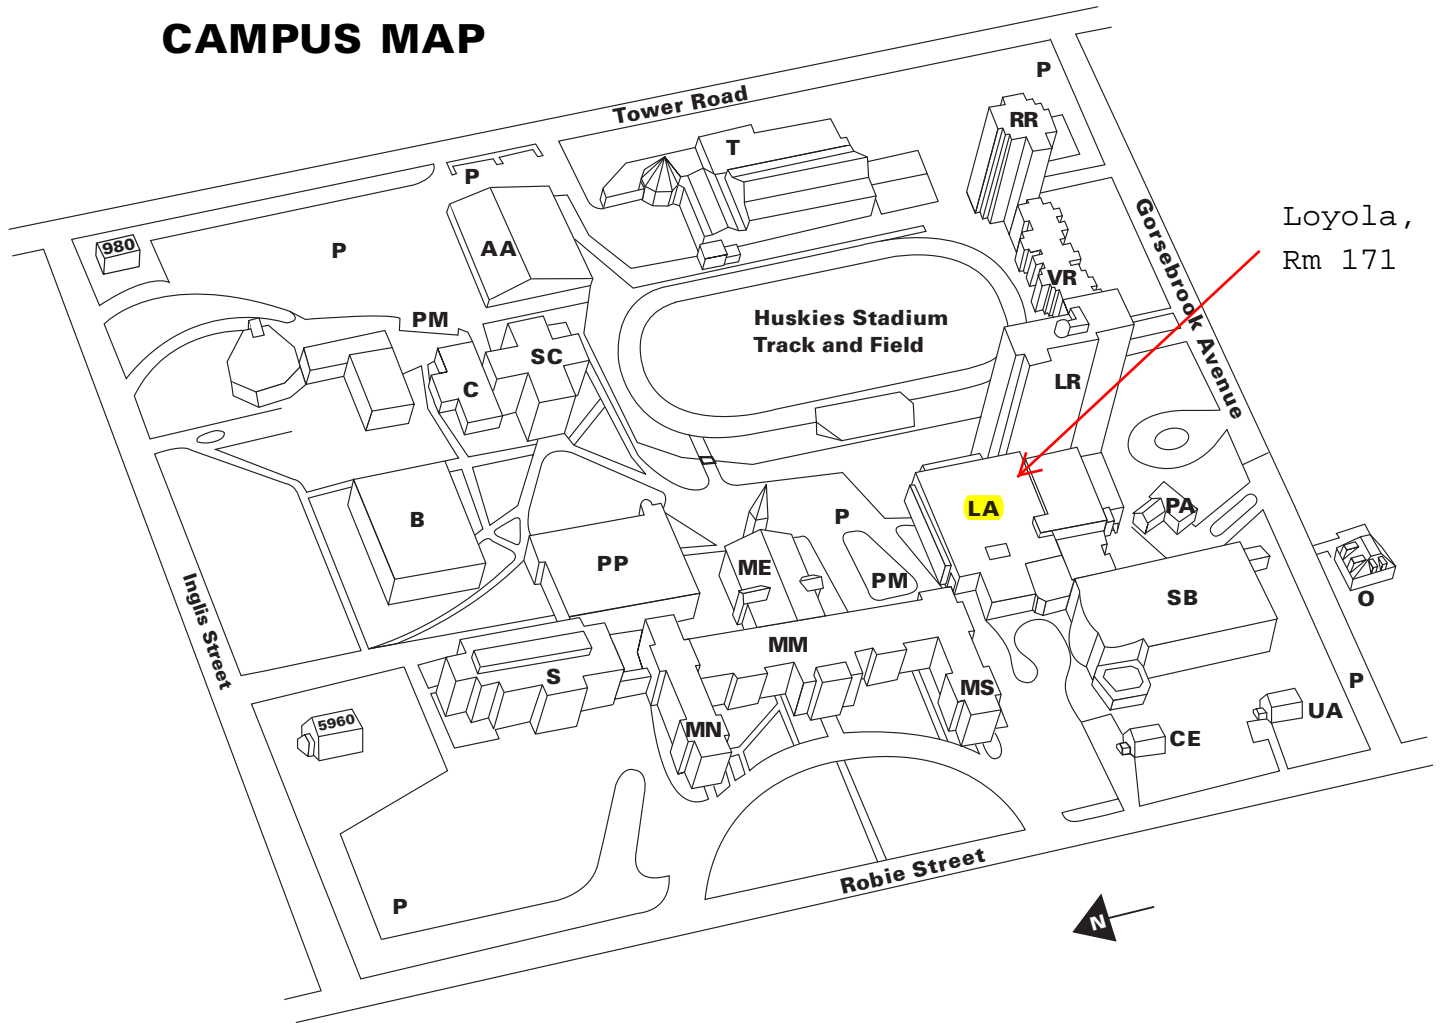 CAMPUS MAP
Tower Road
P
RR
T
P
980
P
AA
Gorsebrook Avenue
Loyola,
Rm 171
VR
PM
Huskies Stadium
Track and Field
SC
C
LR
B
P
LA
PA
PP
ME
PM
SB
O
Inglis Street
S
MM
MS
P
UA
5960
MN
CE
Robie Street
P
N